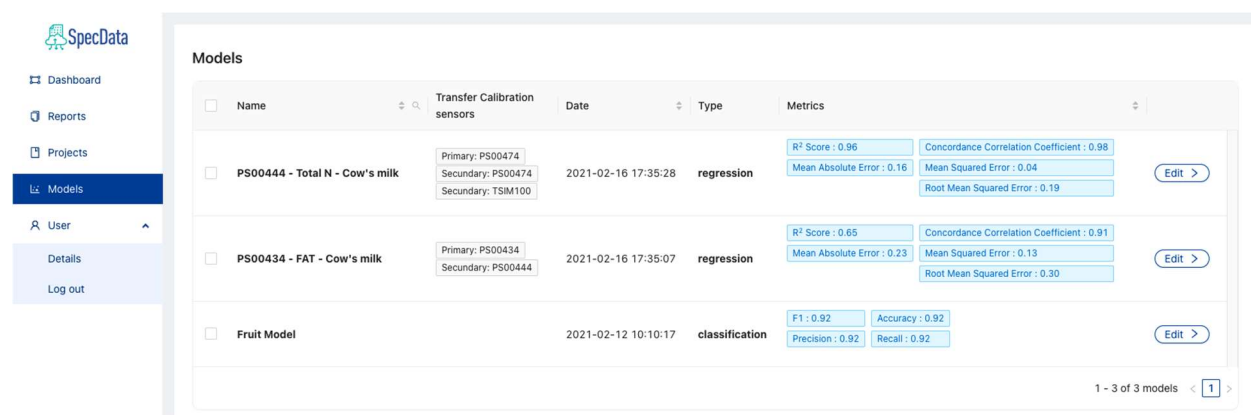 SpecData
Dashboard
Reports
Projects
Models
User
Details
Log out
Models
Name
Transfer Calibration
sensors
Date
Type
Metrics
PS00444 - Total N - Cow's milk
Primary: PS00474
Secundary: PS00474
Secundary: TSIM100
2021-02-16 17:35:28
regression
R² Score : 0.96
Concordance Correlation Coefficient : 0.98
Mean Absolute Error : 0.16
Mean Squared Error : 0.04
Root Mean Squared Error : 0.19
Edit >
PS00434 - FAT - Cow's milk
Primary: PS00434
Secundary: PS00444
2021-02-16 17:35:07
regression
R² Score : 0.65
Concordance Correlation Coefficient : 0.91
Mean Absolute Error : 0.23
Mean Squared Error : 0.13
Root Mean Squared Error : 0.30
Edit >
Fruit Model
2021-02-12 10:10:17
classification
F1 : 0.92
Accuracy : 0.92
Precision : 0.92
Recall : 0.92
Edit >
1 - 3 of 3 models < 1 >